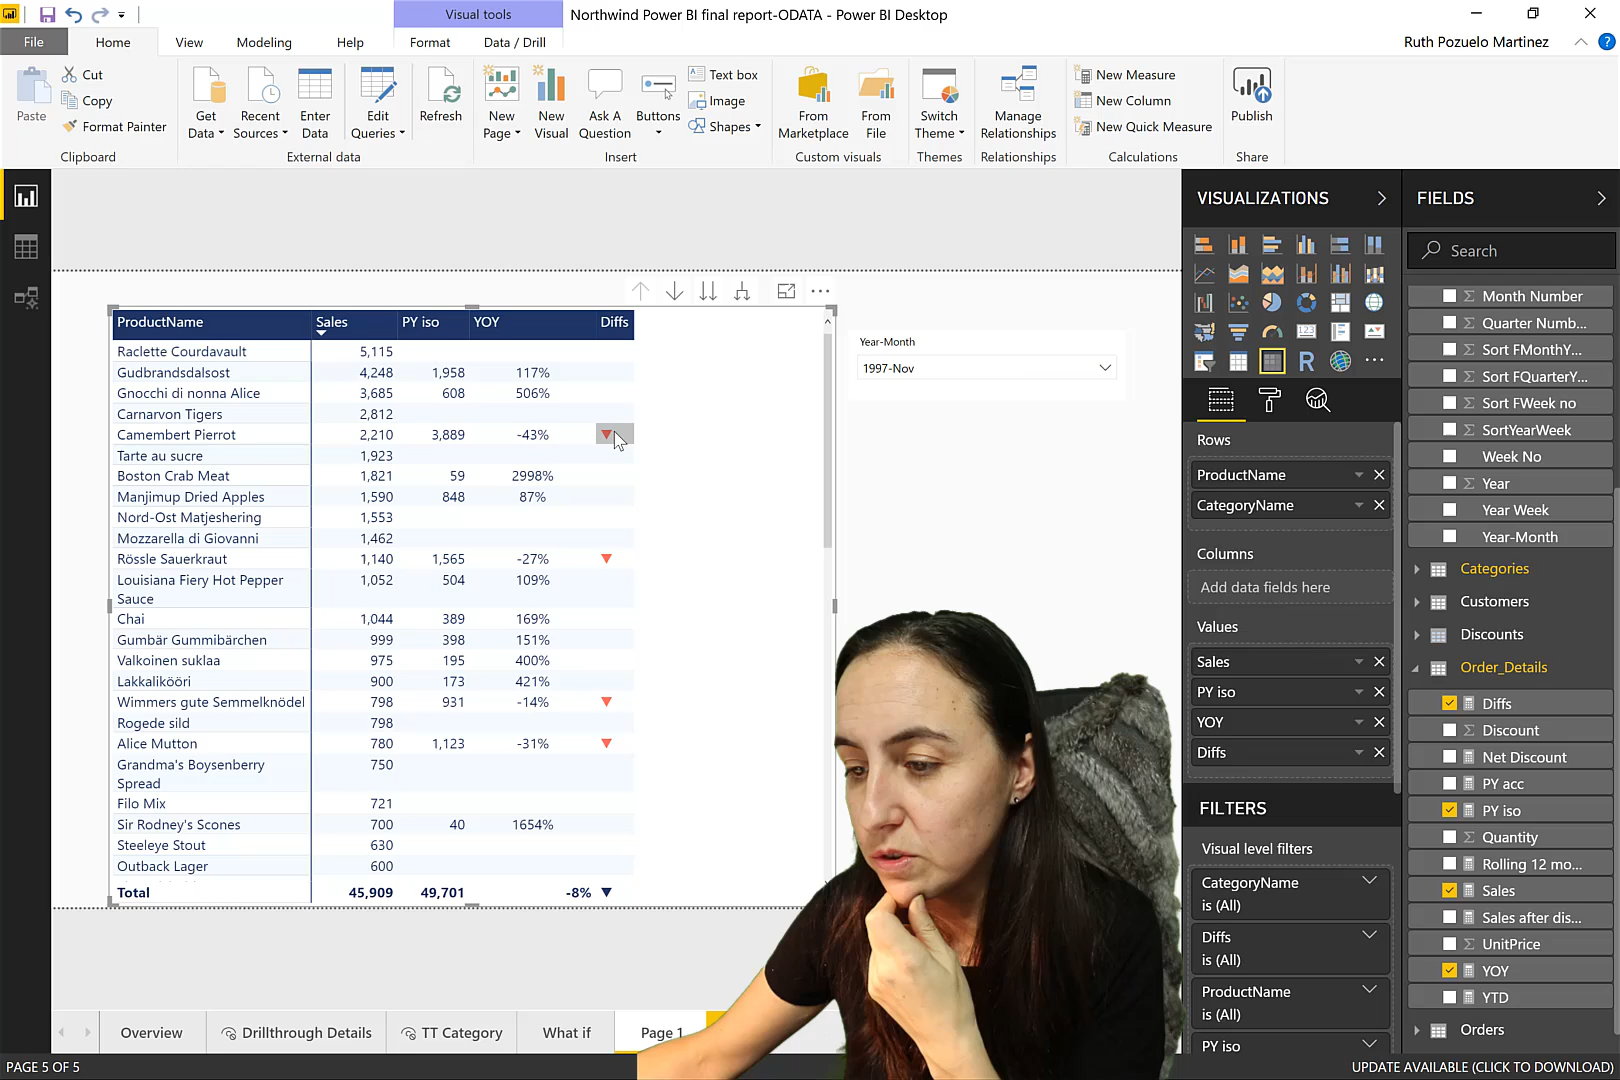 Visual tools
Northwind Power BI final report-ODATA - Power BI Desktop
File
Home
View
Modeling
Help
Format
Data / Drill
Ruth Pozuelo Martinez
Paste
Cut
Copy
Format Painter
Clipboard
Get Data
Recent Sources
Enter Data
Edit Queries
Refresh
External data
New Page
New Visual
Ask A Question
Buttons
Text box
Image
Shapes
Insert
From Marketplace
From File
Custom visuals
Switch Theme
Themes
Manage Relationships
Relationships
New Measure
New Column
New Quick Measure
Calculations
Publish
Share
ProductName Sales PY iso YOY Diffs
Raclette Courdavault 5,115
Gudbrandsdalsost 4,248 1,958 117%
Gnocchi di nonna Alice 3,685 608 506%
Carnarvon Tigers 2,812
Camembert Pierrot 2,210 3,889 -43% ▼
Tarte au sucre 1,923
Boston Crab Meat 1,821 59 2998%
Manjimup Dried Apples 1,590 848 87%
Nord-Ost Matjeshering 1,553
Mozzarella di Giovanni 1,462
Rössle Sauerkraut 1,140 1,565 -27% ▼
Louisiana Fiery Hot Pepper 1,052 504 109%
Sauce
Chai 1,044 389 169%
Gumbär Gummibärchen 999 398 151%
Valkoinen suklaa 975 195 400%
Lakkalikööri 900 173 421%
Wimmers gute Semmelknödel 798 931 -14% ▼
Rogede sild 798
Alice Mutton 780 1,123 -31% ▼
Grandma's Boysenberry 750
Spread
Filo Mix 721
Sir Rodney's Scones 700 40 1654%
Steeleye Stout 630
Outback Lager 600
Total 45,909 49,701 -8% ▼
Year-Month
1997-Nov
VISUALIZATIONS
R
123
Rows
ProductName
CategoryName
Columns
Add data fields here
Values
Sales
PY iso
YOY
Diffs
FILTERS
Visual level filters
CategoryName
is (All)
Diffs
is (All)
ProductName
is (All)
PY iso
FIELDS
Search
Month Number
Quarter Numb...
Sort FMonthY...
Sort FQuarterY...
Sort FWeek no
SortYearWeek
Week No
Year
Year Week
Year-Month
Categories
Customers
Discounts
Order_Details
Diffs
Discount
Net Discount
PY acc
PY iso
Quantity
Rolling 12 mo...
Sales
Sales after dis...
UnitPrice
YOY
YTD
Orders
Overview
Drillthrough Details
TT Category
What if
Page 1
PAGE 5 OF 5
UPDATE AVAILABLE (CLICK TO DOWNLOAD)